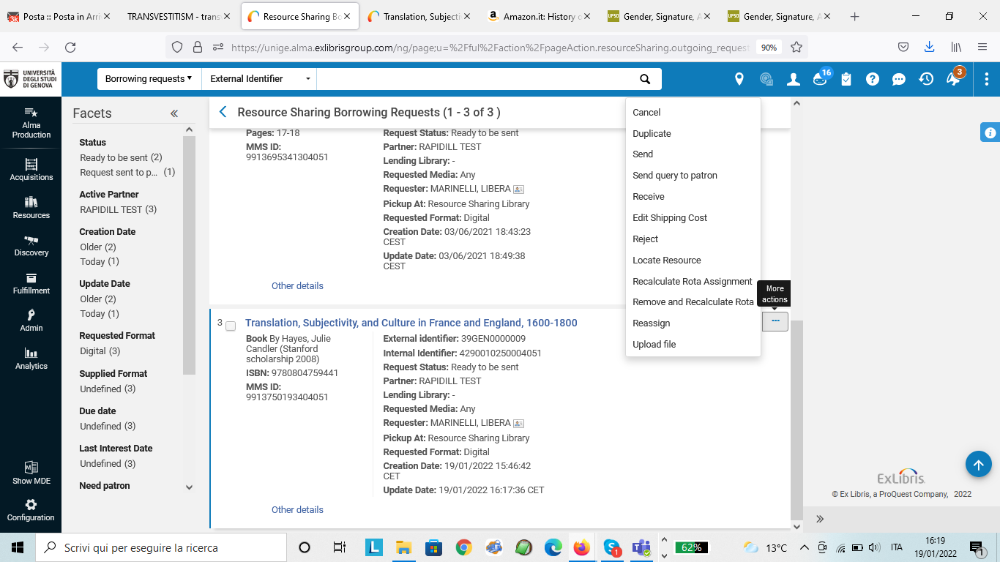 Posta :: Posta in Arri
TRANSVESTITISM - trans
Resource Sharing Bo
Translation, Subjecti
Amazon.it: History o
Gender, Signature, A
Gender, Signature, A
https://unige.alma.exlibrisgroup.com/ng/page;u=%2Fful%2Faction%2FpageAction.resourceSharing.outgoing_request
90%
UNIVERSITÀ
DEGLI STUDI
DI GENOVA
Borrowing requests
External Identifier
16
3
Alma
Production
Acquisitions
Resources
Discovery
Fulfillment
Admin
Analytics
Show MDE
Configuration
Facets
Status
Ready to be sent (2)
Request sent to p... (1)
Active Partner
RAPIDILL TEST (3)
Creation Date
Older (2)
Today (1)
Update Date
Older (2)
Today (1)
Requested Format
Digital (3)
Supplied Format
Undefined (3)
Due date
Undefined (3)
Last Interest Date
Undefined (3)
Need patron
Resource Sharing Borrowing Requests (1 - 3 of 3 )
Pages: 17-18
MMS ID:
9913695341304051
Request Status: Ready to be sent
Partner: RAPIDILL TEST
Lending Library: -
Requested Media: Any
Requester: MARINELLI, LIBERA
Pickup At: Resource Sharing Library
Requested Format: Digital
Creation Date: 03/06/2021 18:43:23
CEST
Update Date: 03/06/2021 18:49:38
CEST
Other details
3
Translation, Subjectivity, and Culture in France and England, 1600-1800
Book By Hayes, Julie
Candler (Stanford
scholarship 2008)
ISBN: 9780804759441
MMS ID:
9913750193404051
External identifier: 39GEN0000009
Internal Identifier: 4290010250004051
Request Status: Ready to be sent
Partner: RAPIDILL TEST
Lending Library: -
Requested Media: Any
Requester: MARINELLI, LIBERA
Pickup At: Resource Sharing Library
Requested Format: Digital
Creation Date: 19/01/2022 15:46:42
CET
Update Date: 19/01/2022 16:17:36 CET
Other details
Cancel
Duplicate
Send
Send query to patron
Receive
Edit Shipping Cost
Reject
Locate Resource
Recalculate Rota Assignment
Remove and Recalculate Rota
Reassign
Upload file
More
actions
ExLibris
© Ex Libris, a ProQuest Company, 2022
Scrivi qui per eseguire la ricerca
L
1
62%
13°C
ITA
16:19
19/01/2022
1